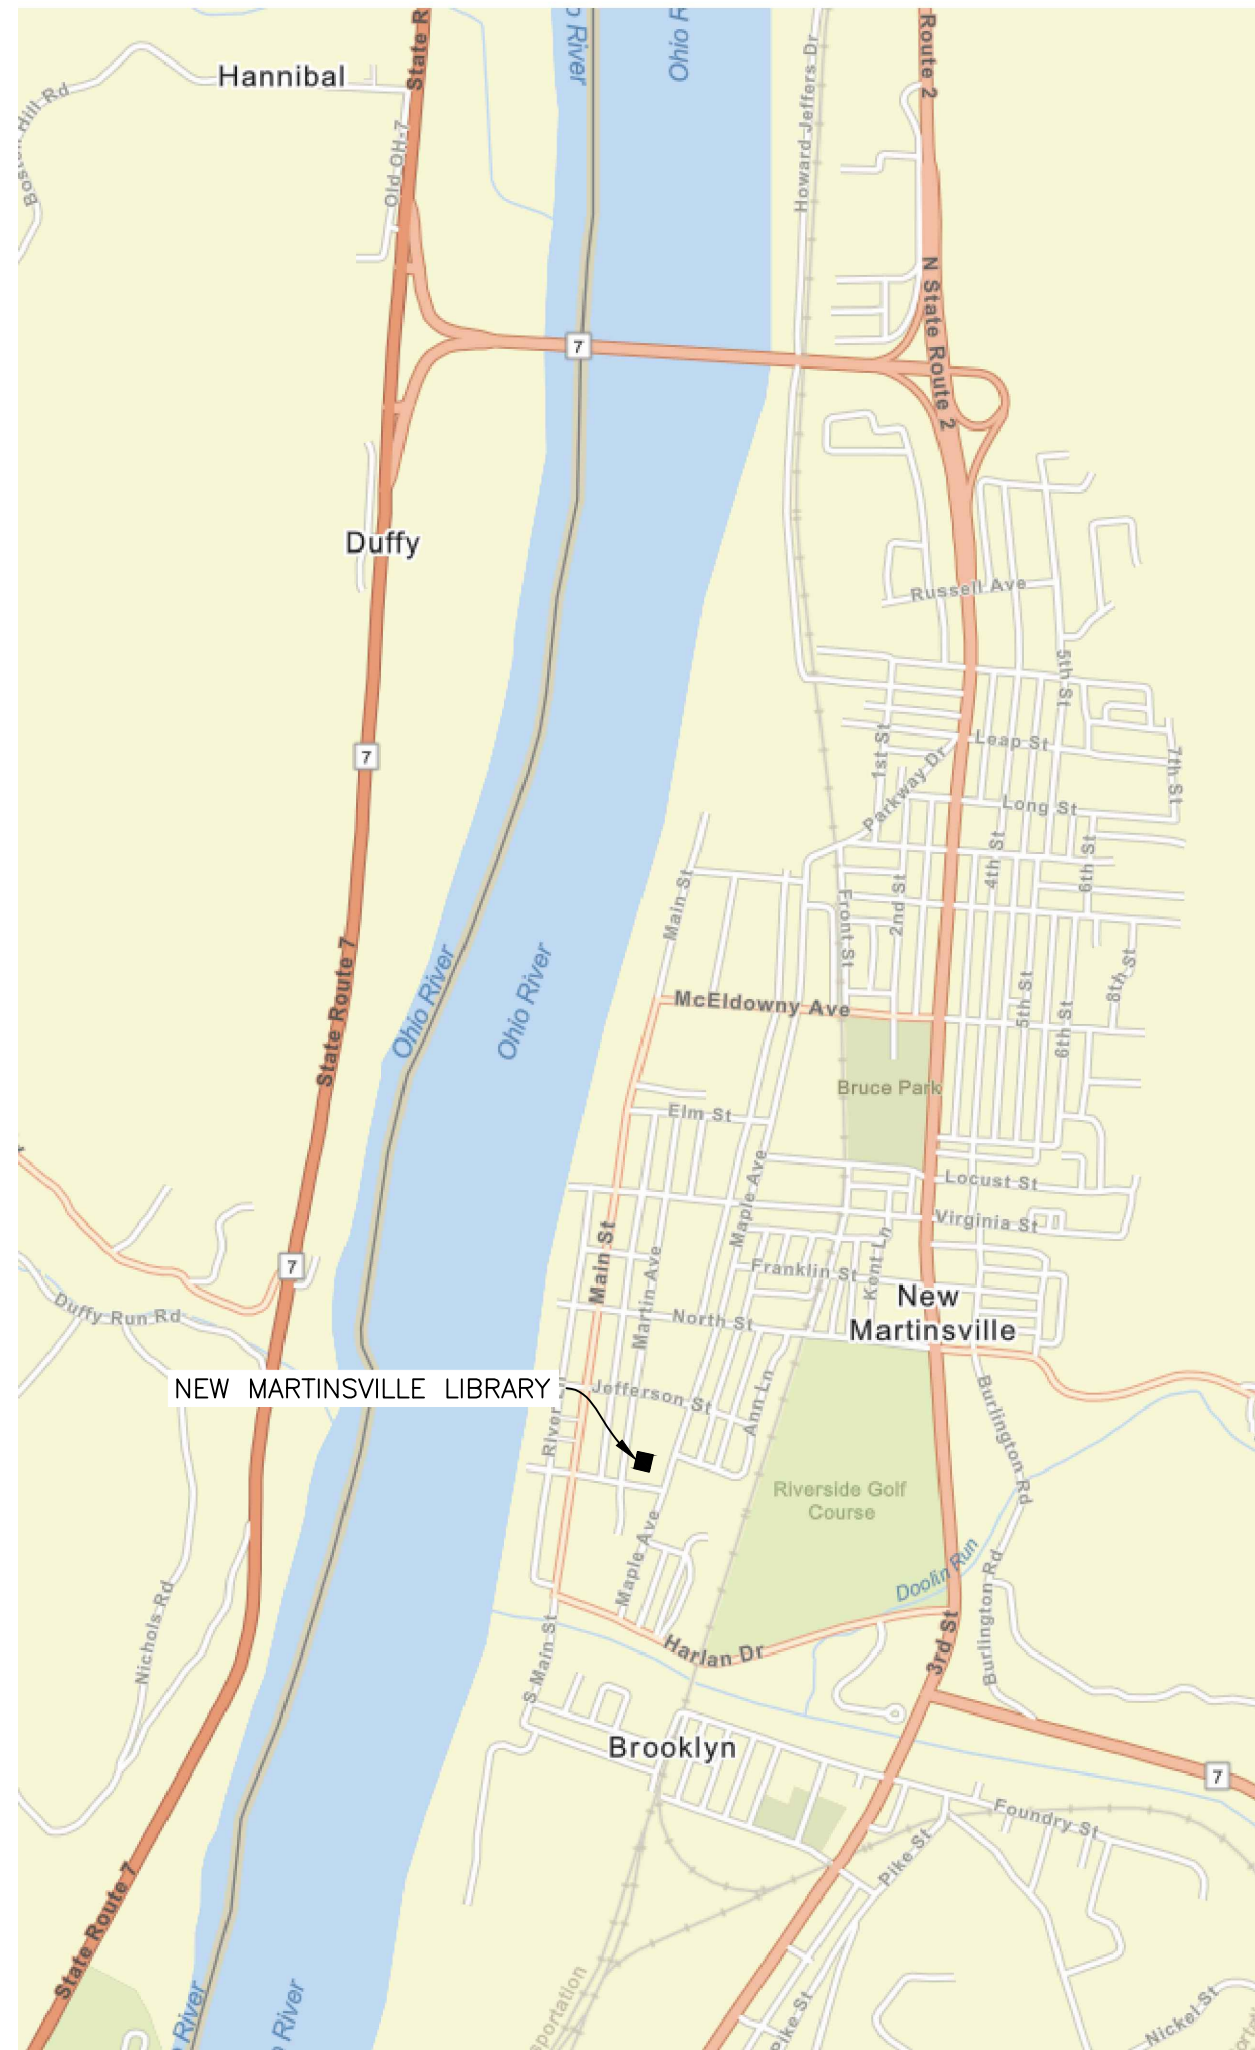 State R
o River
Ohio R
Howard Jeffers Dr
Route 2
Hannibal
Hill Rd
Old OH-7
N State Route 2
7
Duffy
Russell Ave
5th St
7
1st St
Leap St
7th St
Parkway Dr
Long St
4th St
6th St
Main St
Front St
2nd St
State Route 7
Ohio River
Ohio River
8th St
McEldowny Ave
5th St
6th St
Bruce Park
Elm St
Maple Ave
Locust St
Virginia St
Main St
Martin Ave
Kent Ln
Franklin St
7
Duffy Run Rd
North St
New
Martinsville
NEW MARTINSVILLE LIBRARY
Jefferson St
Ann Ln
Burlington Rd
Riverside Golf
Course
Maple Ave
Doolin Run
Nichols Rd
Burlington Rd
S Main St
Harlan Dr
3rd St
Brooklyn
7
Foundry St
Pike St
State Route 7
River
River
sportation
Pike St
Nickel St